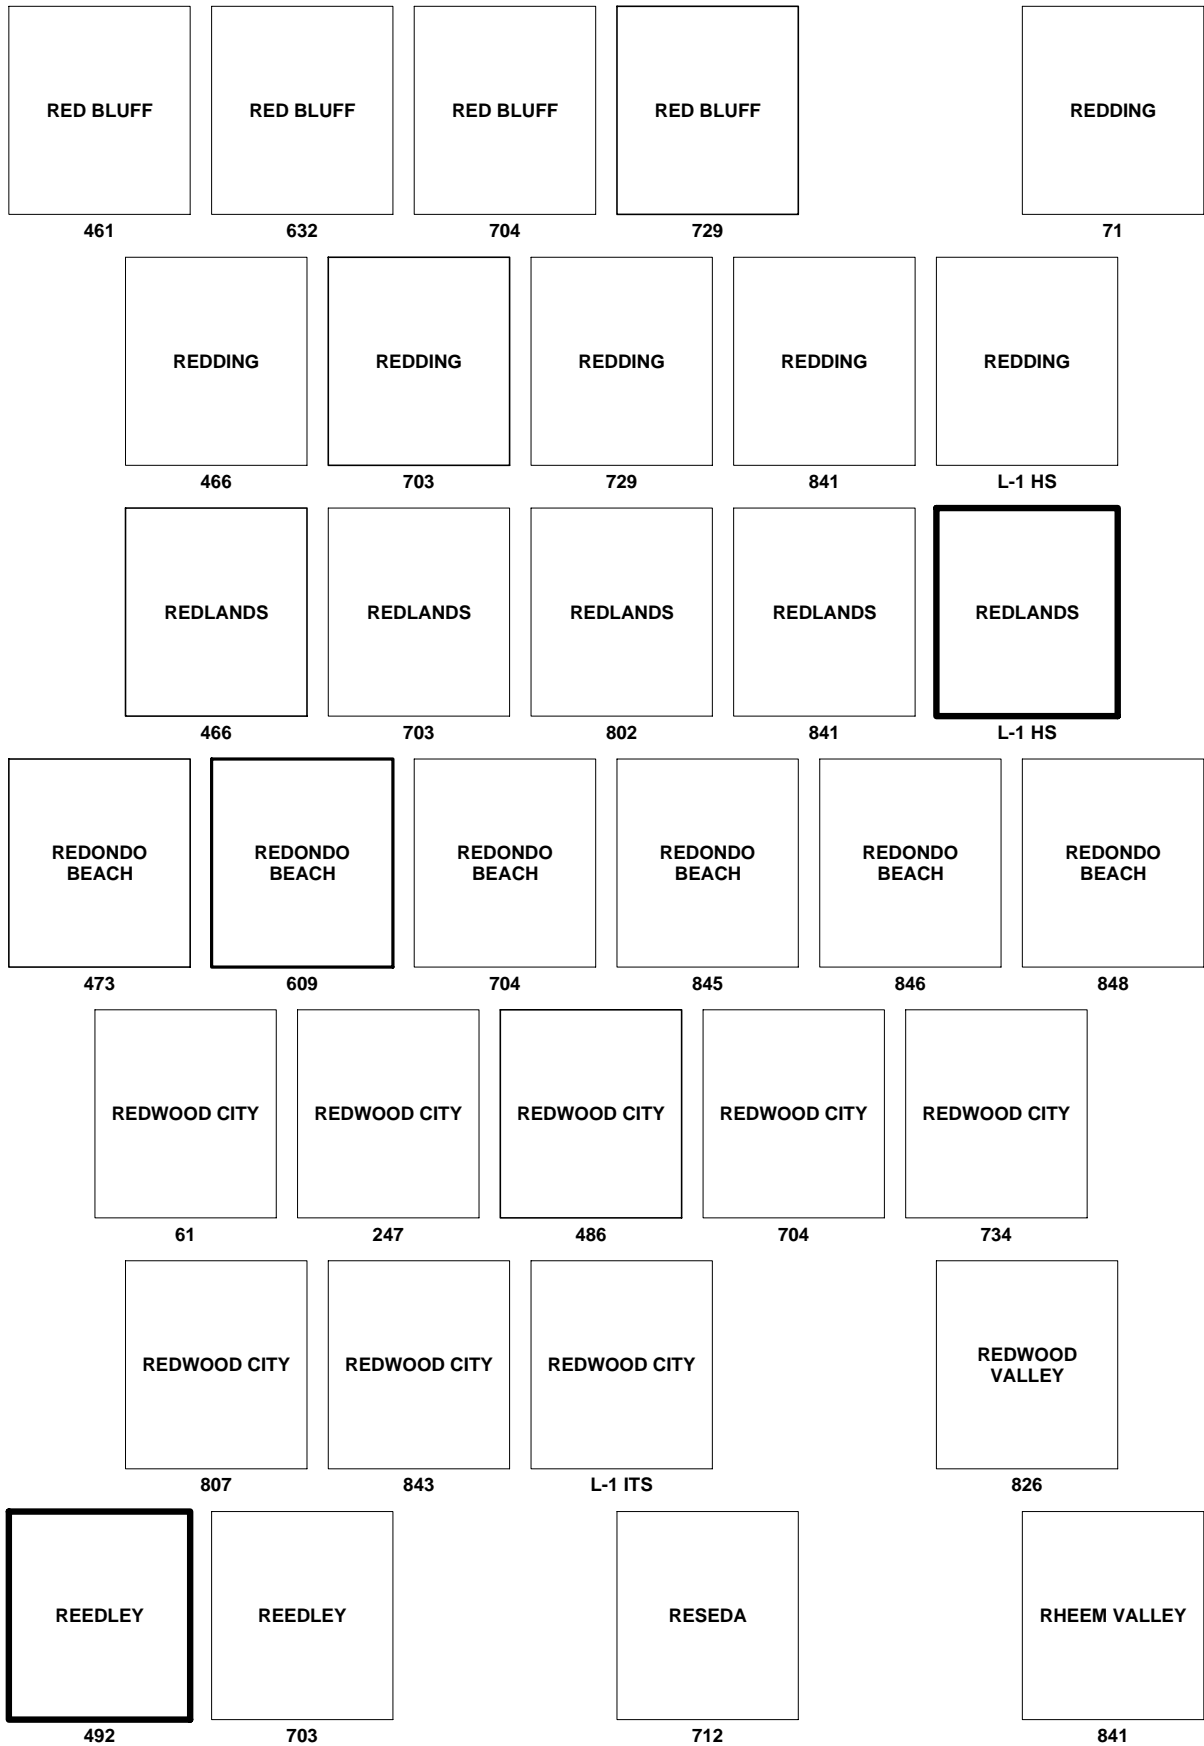 RED BLUFF RED BLUFF RED BLUFF RED BLUFF REDDING
461 632 704 729 71
REDDING REDDING REDDING REDDING REDDING
466 703 729 841 L-1 HS
REDLANDS REDLANDS REDLANDS REDLANDS REDLANDS
466 703 802 841 L-1 HS
REDONDO REDONDO REDONDO REDONDO REDONDO REDONDO
BEACH BEACH BEACH BEACH BEACH BEACH
473 609 704 845 846 848
REDWOOD CITY REDWOOD CITY REDWOOD CITY REDWOOD CITY REDWOOD CITY
61 247 486 704 734
REDWOOD CITY REDWOOD CITY REDWOOD CITY REDWOOD
VALLEY
807 843 L-1 ITS 826
REEDLEY REEDLEY RESEDA RHEEM VALLEY
492 703 712 841